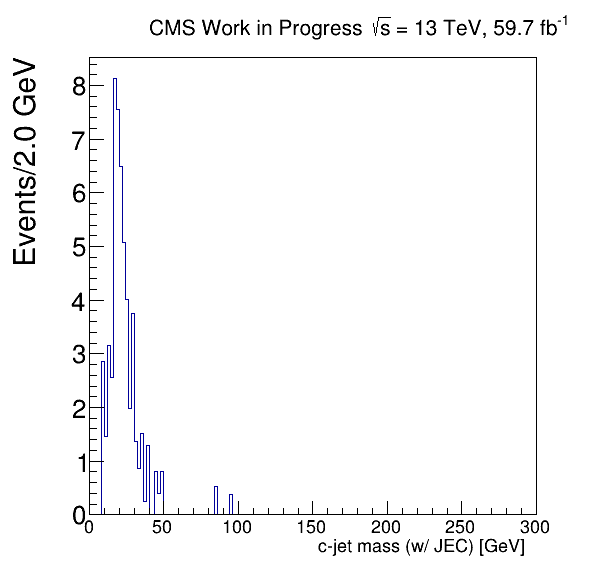 CMS Work in Progress √s = 13 TeV, 59.7 fb⁻¹
Events/2.0 GeV
8
7
6
5
4
3
2
1
0
0 50 100 150 200 250 300
c-jet mass (w/ JEC) [GeV]